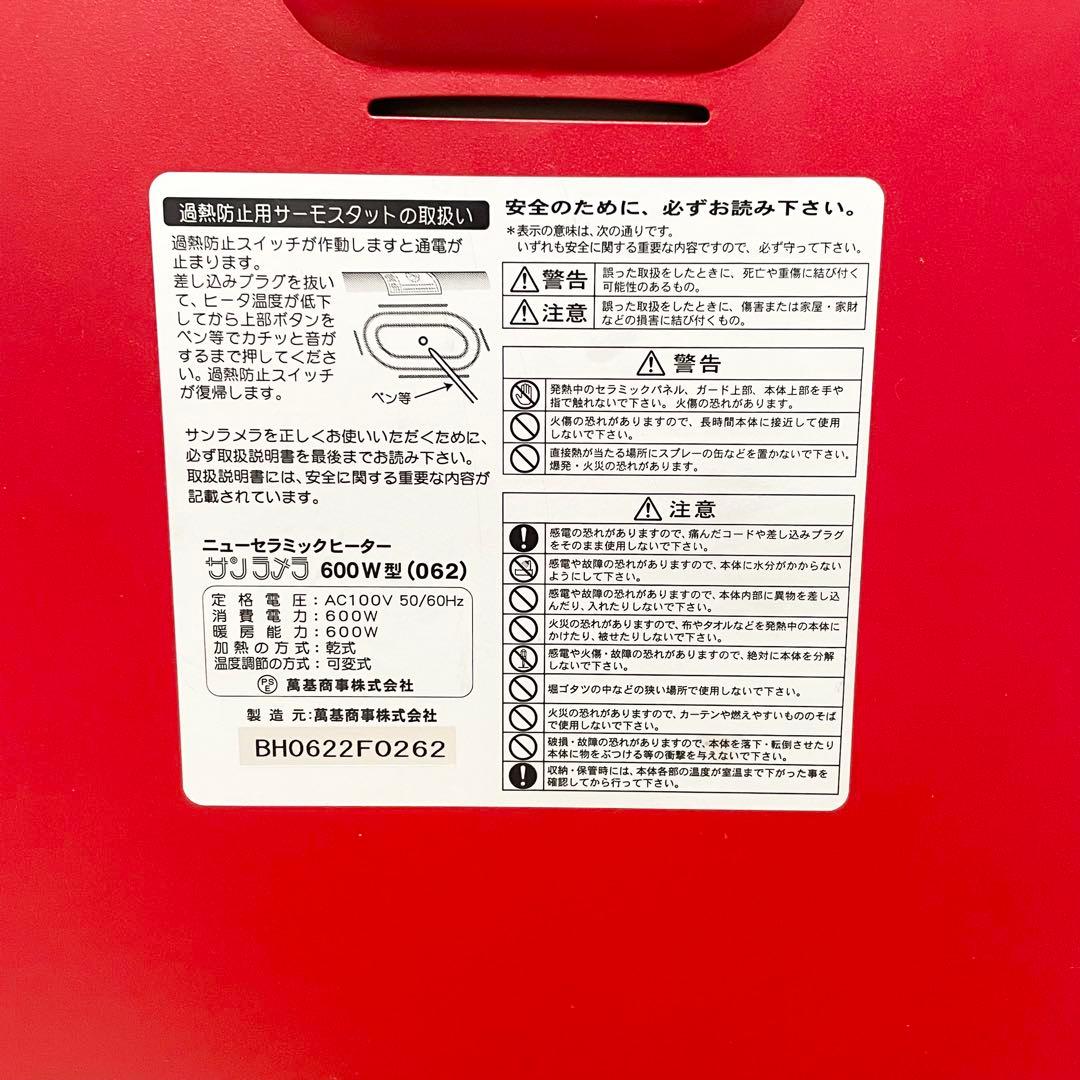 過熱防止用サーモスタットの取扱い
過熱防止スイッチが作動しますと通電が
止まります。
差し込みプラグを抜い
て、ヒータ温度が低下
してから上部ボタンを
ペン等でカチッと音が
するまで押してくださ
い。過熱防止スイッチ
が復帰します。
ペン等
サンラメラを正しくお使いいただくために、
必ず取扱説明書を最後までお読み下さい。
取扱説明書には、安全に関する重要な内容が
記載されています。
ニューセラミックヒーター
サンラメラ 600W型(062)
定格電圧:AC100V 50/60Hz
消費電力:600W
暖房能力:600W
加熱の方式:乾式
温度調節の方式:可変式
PSE 萬基商事株式会社
製造元:萬基商事株式会社
BH0622F0262
安全のために、必ずお読み下さい。
*表示の意味は、次の通りです。
いずれも安全に関する重要な内容ですので、必ず守って下さい。
警告 誤った取扱をしたときに、死亡や重傷に結び付く
可能性のあるもの。
注意 誤った取扱をしたときに、傷害または家屋・家財
などの損害に結び付くもの。
警告
発熱中のセラミックパネル、ガード上部、本体上部を手や
指で触れないで下さい。火傷の恐れがあります。
火傷の恐れがありますので、長時間本体に接近して使用
しないで下さい。
直接熱が当たる場所にスプレーの缶などを置かないで下さい。
爆発・火災の恐れがあります。
注意
感電の恐れがありますので、痛んだコードや差し込みプラグ
をそのまま使用しないで下さい。
感電や故障の恐れがありますので、本体に水分がかからない
ようにして下さい。
感電や故障の恐れがありますので、本体内部に異物を差し込
んだり、入れたりしないで下さい。
火災の恐れがありますので、布やタオルなどを発熱中の本体に
かけたり、被せたりしないで下さい。
感電や火傷・故障の恐れがありますので、絶対に本体を分解
しないで下さい。
堀ゴタツの中などの狭い場所で使用しないで下さい。
火災の恐れがありますので、カーテンや燃えやすいもののそば
で使用しないで下さい。
破損・故障の恐れがありますので、本体を落下・転倒させたり
本体に物をぶつける等の衝撃を与えないで下さい。
収納・保管時には、本体各部の温度が室温まで下がった事を
確認してから行って下さい。